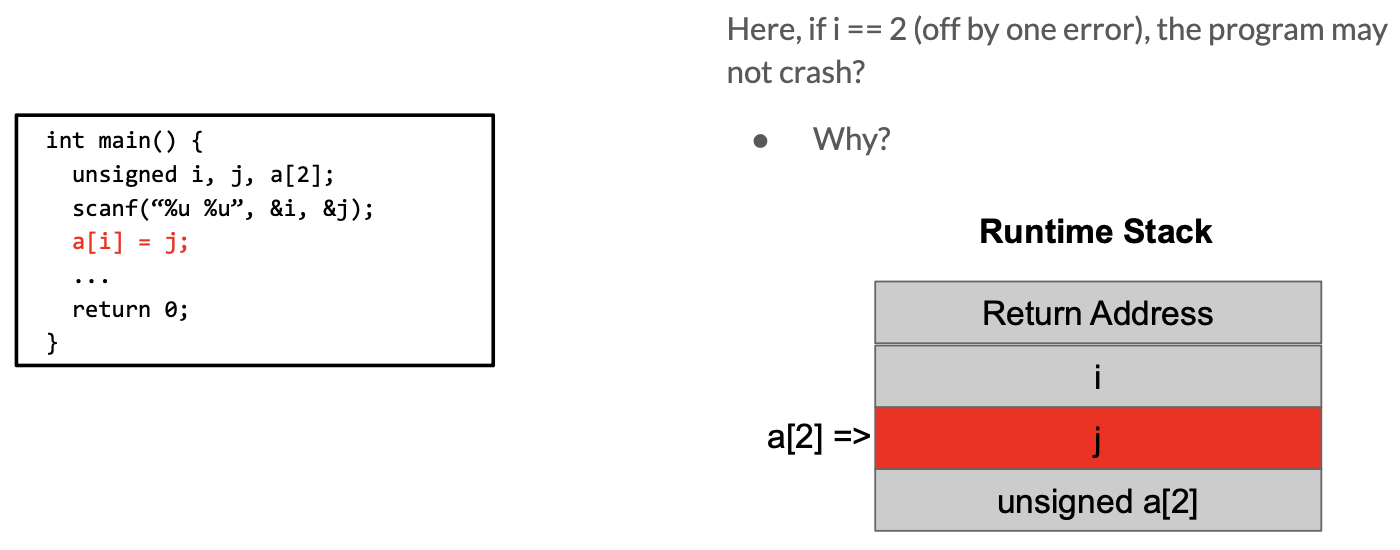 Here, if i == 2 (off by one error), the program may
not crash?
● Why?
int main() {
unsigned i, j, a[2];
scanf(“%u %u”, &i, &j);
a[i] = j;
...
return 0;
}
Runtime Stack
Return Address
i
a[2] => j
unsigned a[2]